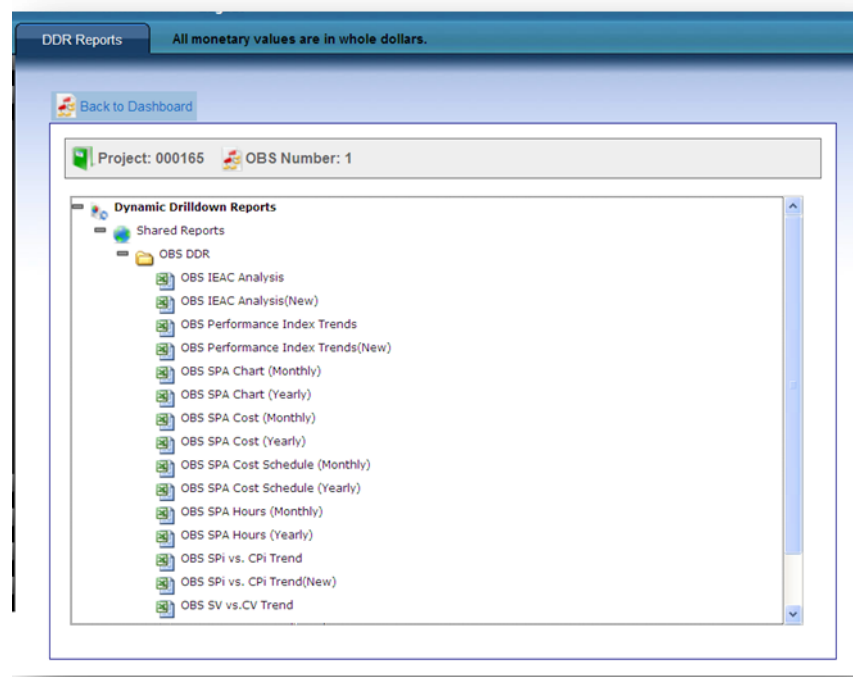 DDR Reports All monetary values are in whole dollars.
Back to Dashboard
Project: 000165 OBS Number: 1
Dynamic Drilldown Reports
Shared Reports
OBS DDR
OBS IEAC Analysis
OBS IEAC Analysis(New)
OBS Performance Index Trends
OBS Performance Index Trends(New)
OBS SPA Chart (Monthly)
OBS SPA Chart (Yearly)
OBS SPA Cost (Monthly)
OBS SPA Cost (Yearly)
OBS SPA Cost Schedule (Monthly)
OBS SPA Cost Schedule (Yearly)
OBS SPA Hours (Monthly)
OBS SPA Hours (Yearly)
OBS SPi vs. CPi Trend
OBS SPi vs. CPi Trend(New)
OBS SV vs.CV Trend